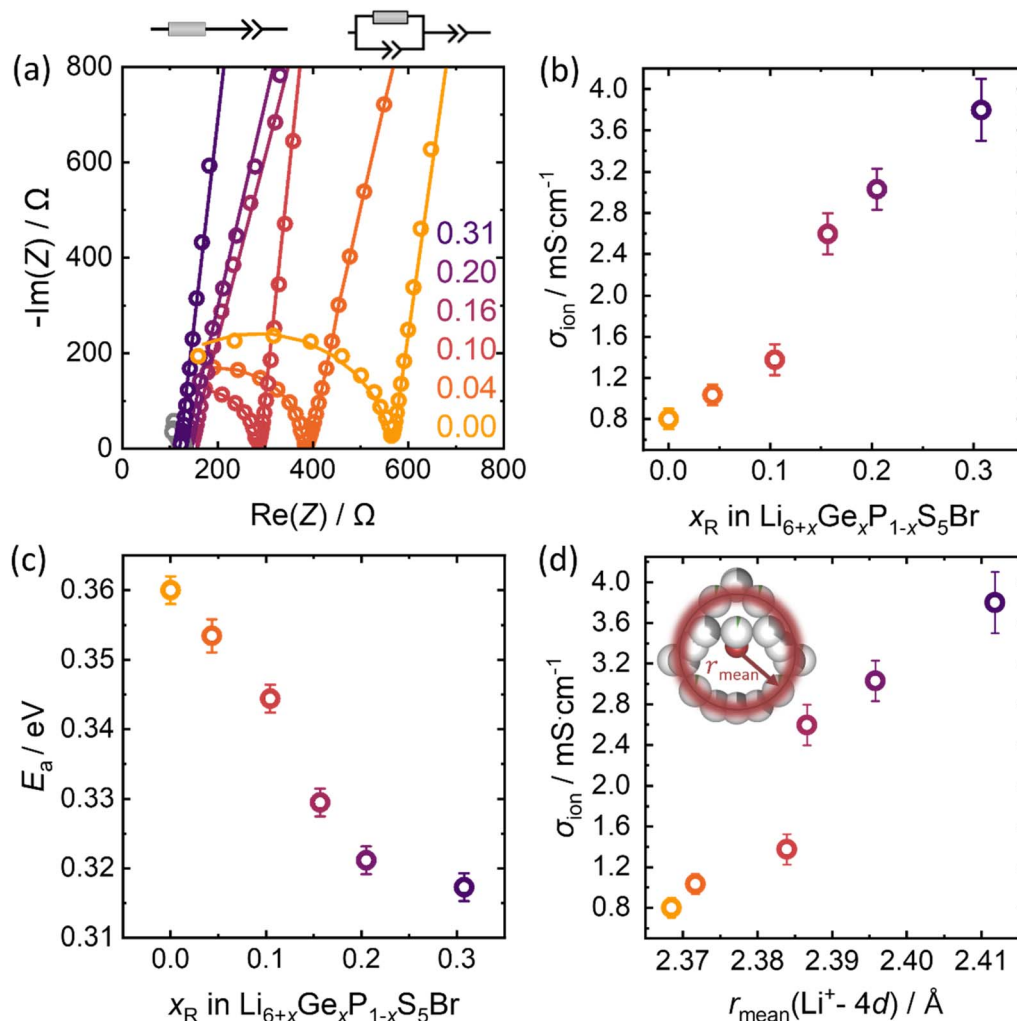 (a)
800
600
400
200
0
-Im(Z) / Ω
0 200 400 600 800
Re(Z) / Ω
0.31
0.20
0.16
0.10
0.04
0.00
(b)
4.0
3.6
3.2
2.8
2.4
2.0
1.6
1.2
0.8
σion / mS·cm⁻¹
0.0 0.1 0.2 0.3
xR in Li6+xGexP1-xS5Br
(c)
0.36
0.35
0.34
0.33
0.32
0.31
Ea / eV
0.0 0.1 0.2 0.3
xR in Li6+xGexP1-xS5Br
(d)
4.0
3.6
3.2
2.8
2.4
2.0
1.6
1.2
0.8
σion / mS·cm⁻¹
rmean
2.37 2.38 2.39 2.40 2.41
rmean(Li⁺- 4d) / Å